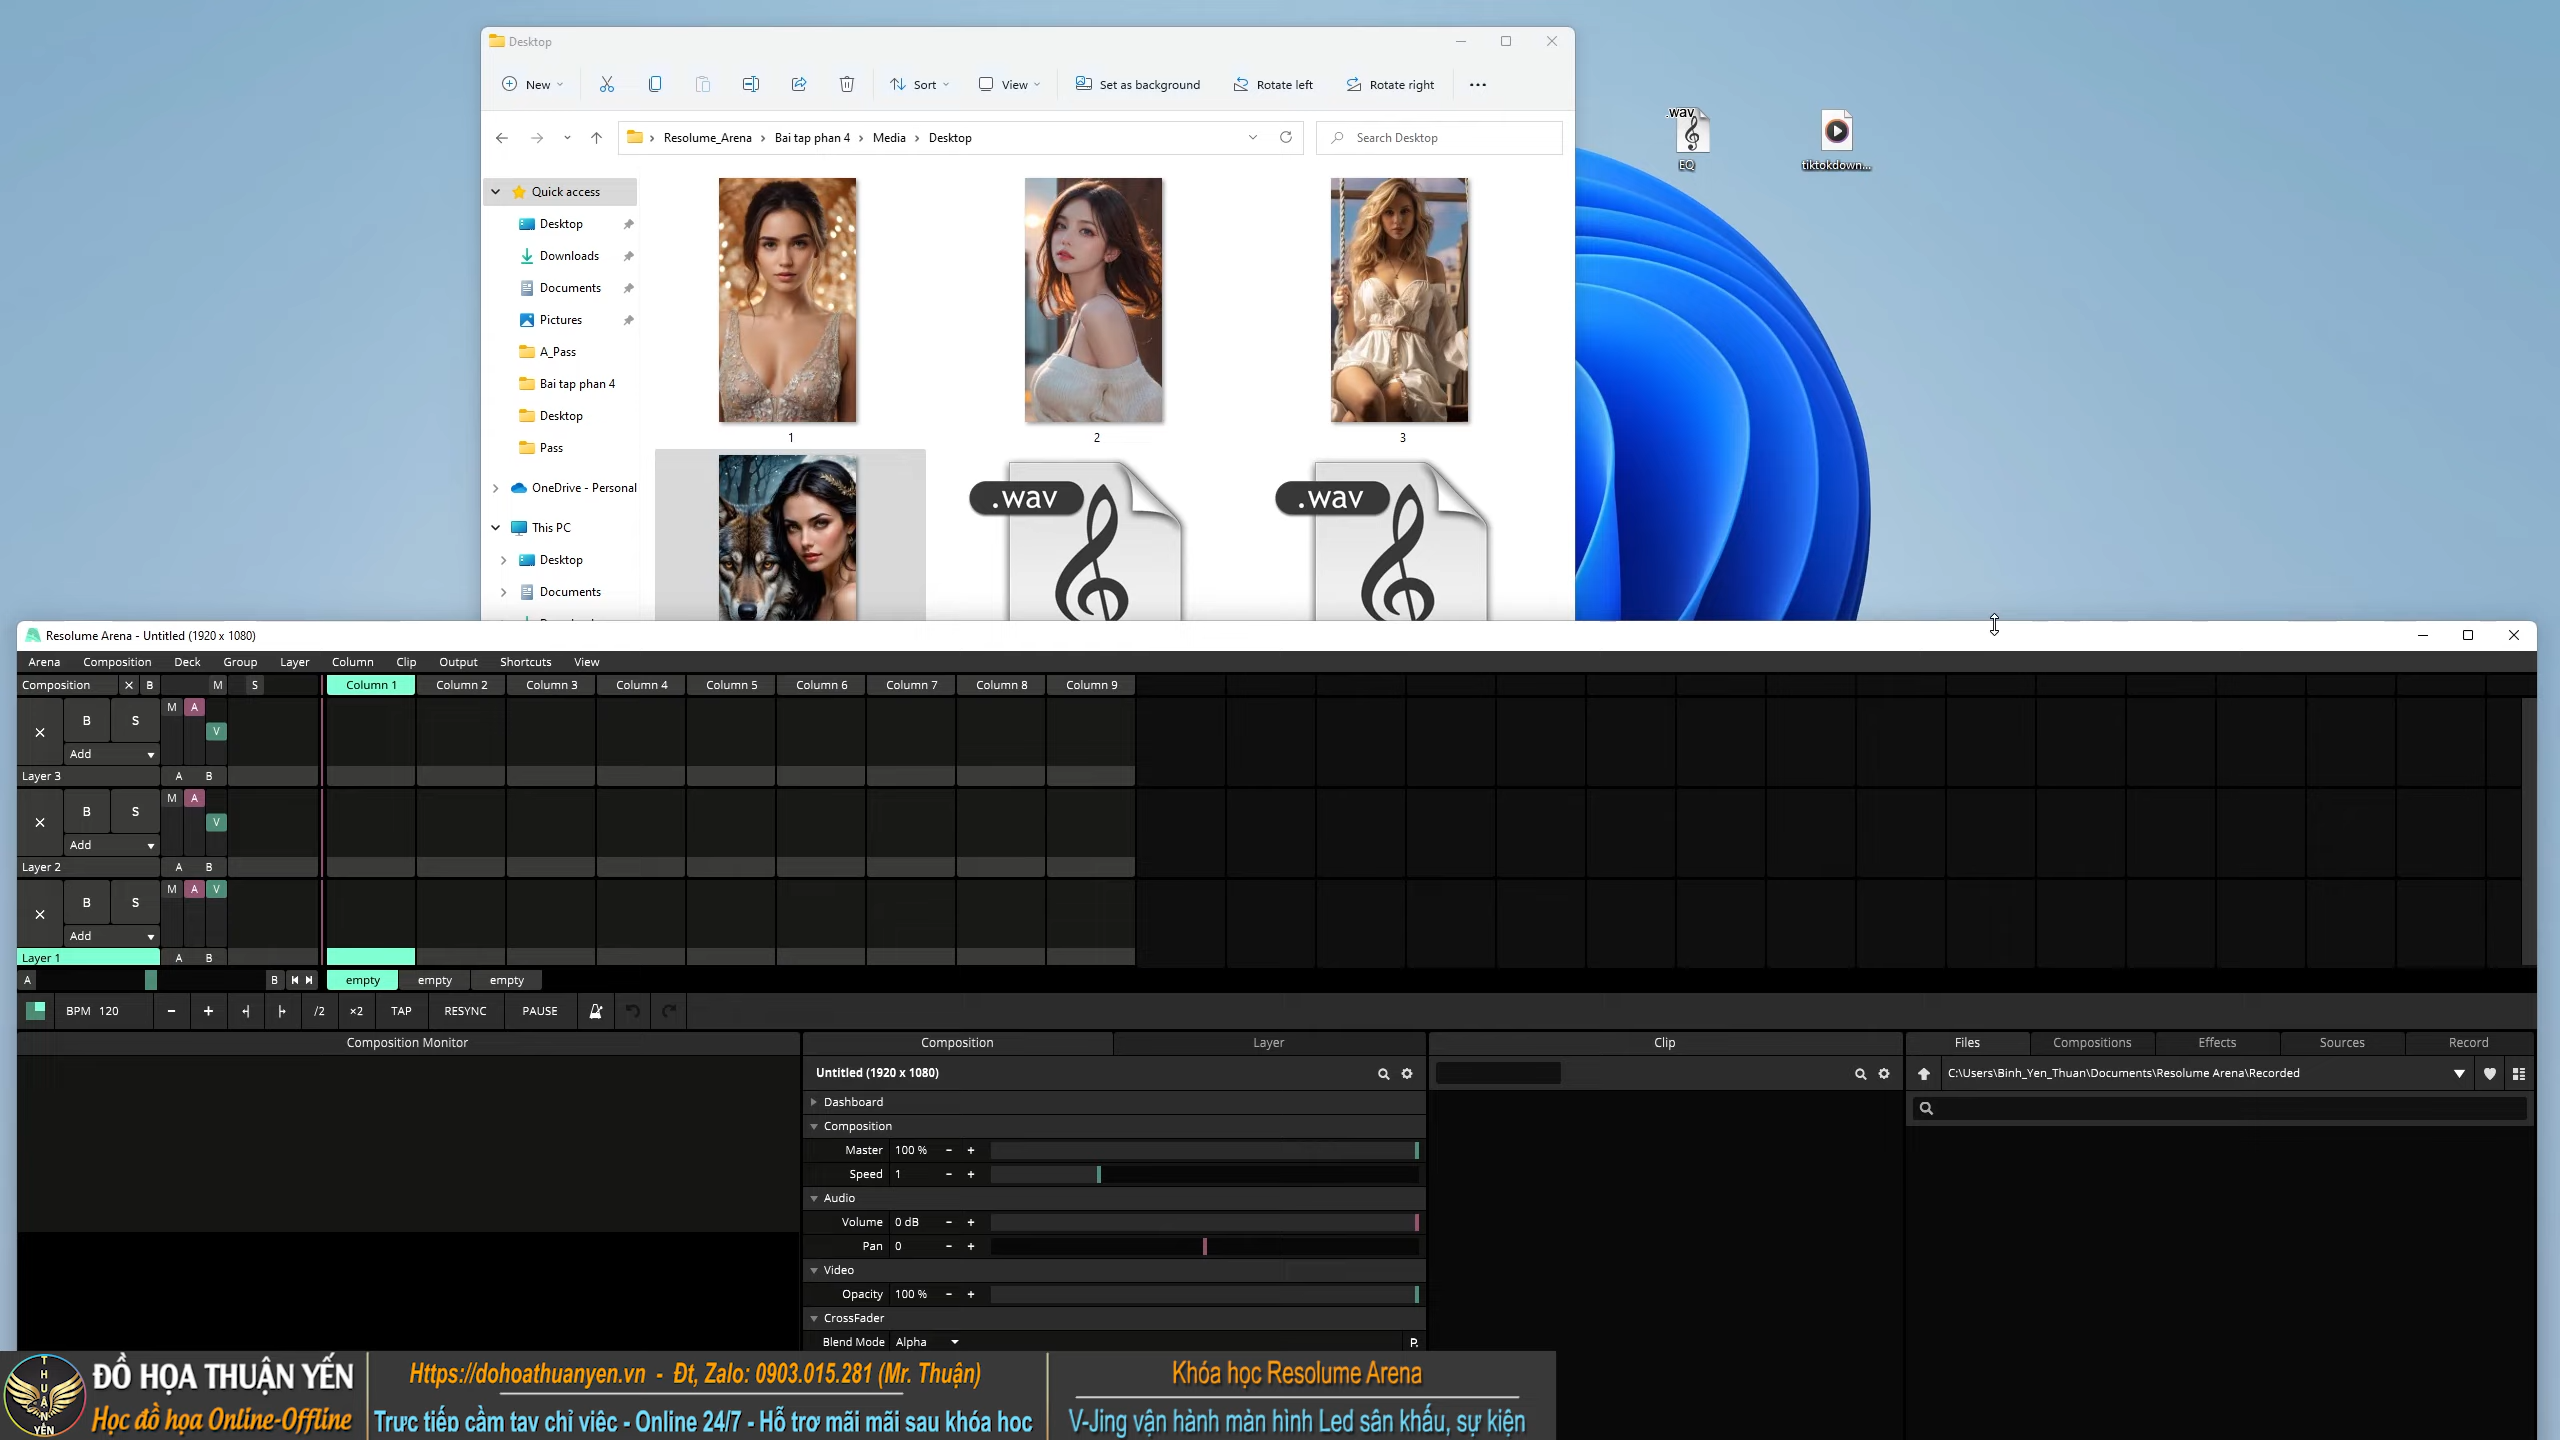 Desktop
New
Sort
View
Set as background
Rotate left
Rotate right
Resolume_Arena > Bai tap phan 4 > Media > Desktop
Search Desktop
.wav
EQ
tiktokdown...
Quick access
Desktop
Downloads
Documents
Pictures
A_Pass
Bai tap phan 4
Desktop
Pass
OneDrive - Personal
This PC
Desktop
Documents
1
2
3
.wav
.wav
Resolume Arena - Untitled (1920 x 1080)
Arena Composition Deck Group Layer Column Clip Output Shortcuts View
Composition X B M S Column 1 Column 2 Column 3 Column 4 Column 5 Column 6 Column 7 Column 8 Column 9
B S M A V
Add
Layer 3 A B
B S M A V
Add
Layer 2 A B
B S M A V
Add
Layer 1 A B
A B empty empty empty
BPM 120 - + /2 ×2 TAP RESYNC PAUSE
Composition Monitor
Composition Layer
Untitled (1920 x 1080)
Dashboard
Composition
Master 100 % - +
Speed 1 - +
Audio
Volume 0 dB - +
Pan 0 - +
Video
Opacity 100 % - +
CrossFader
Blend Mode Alpha P.
Clip
Files Compositions Effects Sources Record
C:\Users\Binh_Yen_Thuan\Documents\Resolume Arena\Recorded
THUẬN
YẾN
ĐỒ HỌA THUẬN YẾN
Học đồ họa Online-Offline
Https://dohoathuanyen.vn - Đt, Zalo: 0903.015.281 (Mr. Thuận)
Trực tiếp cầm tay chỉ việc - Online 24/7 - Hỗ trợ mãi mãi sau khóa học
Khóa học Resolume Arena
V-Jing vận hành màn hình Led sân khấu, sự kiện